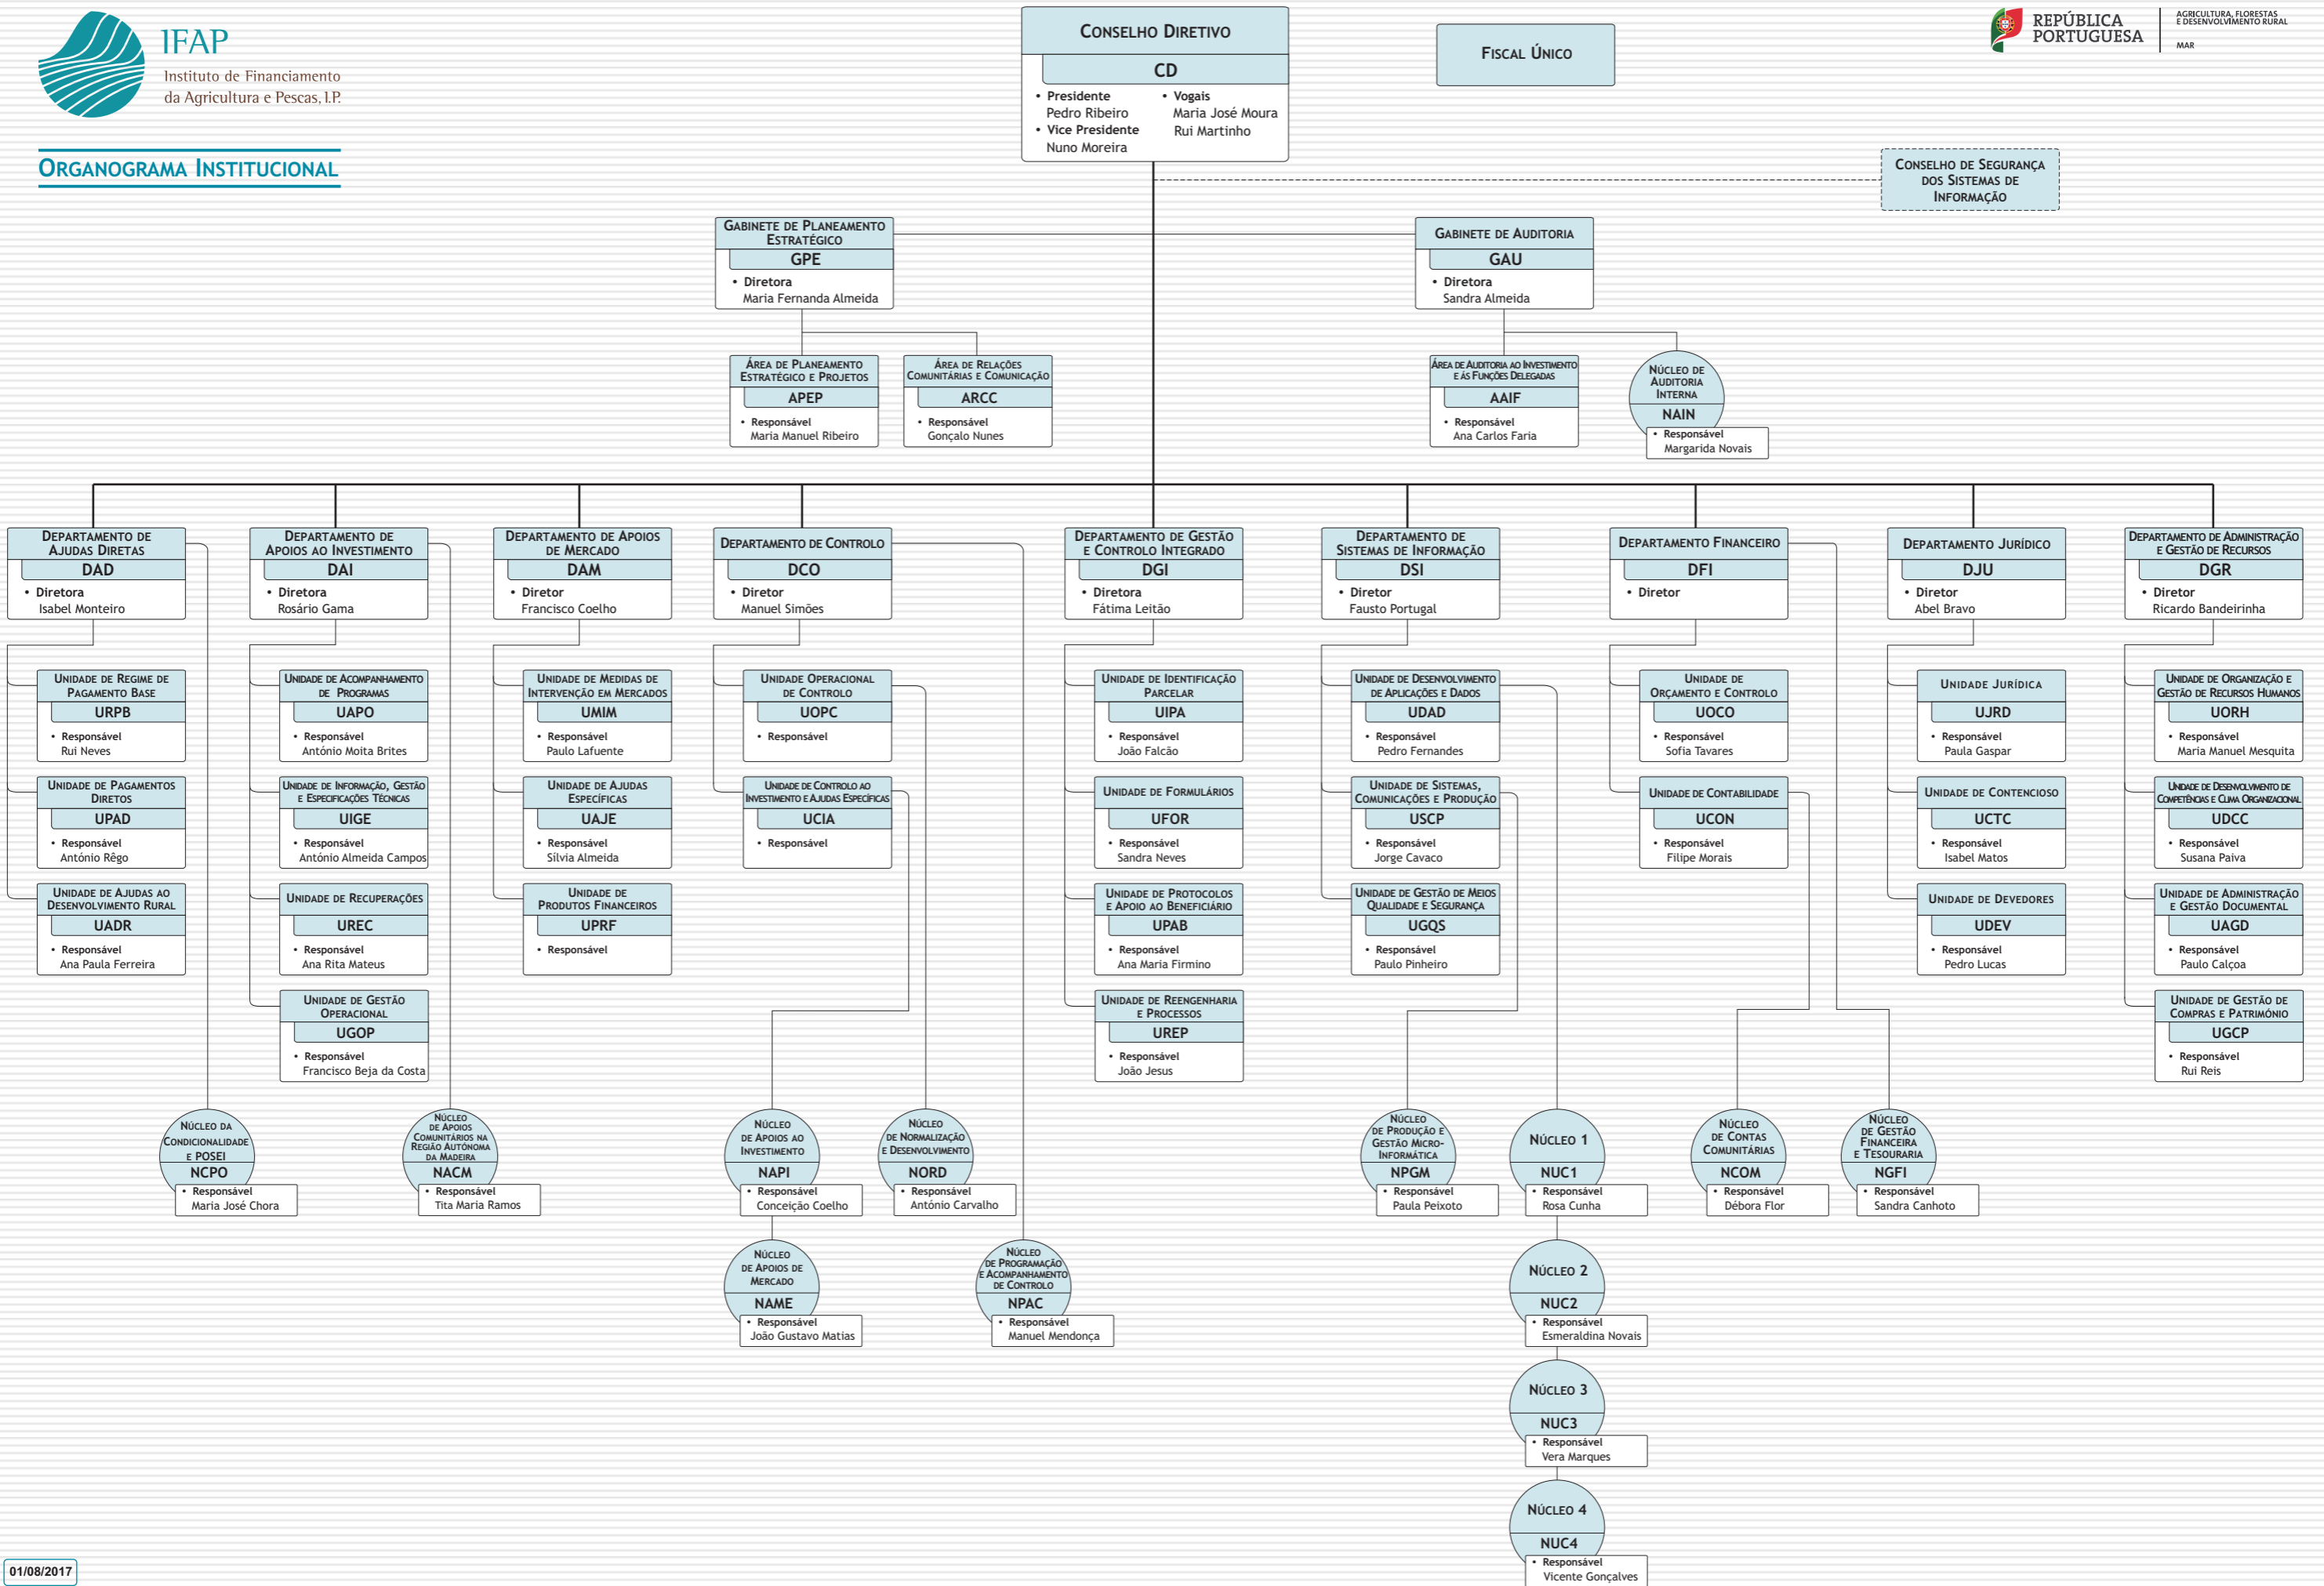 IFAP
Instituto de Financiamento
da Agricultura e Pescas, I.P.
ORGANOGRAMA INSTITUCIONAL
CONSELHO DIRETIVO
CD
• Presidente
Pedro Ribeiro
• Vice Presidente
Nuno Moreira
• Vogais
Maria José Moura
Rui Martinho
FISCAL ÚNICO
REPÚBLICA
PORTUGUESA
AGRICULTURA, FLORESTAS
E DESENVOLVIMENTO RURAL
MAR
CONSELHO DE SEGURANÇA
DOS SISTEMAS DE
INFORMAÇÃO
GABINETE DE PLANEAMENTO
ESTRATÉGICO
GPE
• Diretora
Maria Fernanda Almeida
GABINETE DE AUDITORIA
GAU
• Diretora
Sandra Almeida
ÁREA DE PLANEAMENTO
ESTRATÉGICO E PROJETOS
APEP
• Responsável
Maria Manuel Ribeiro
ÁREA DE RELAÇÕES
COMUNITÁRIAS E COMUNICAÇÃO
ARCC
• Responsável
Gonçalo Nunes
ÁREA DE AUDITORIA AO INVESTIMENTO
E ÁS FUNÇÕES DELEGADAS
AAIF
• Responsável
Ana Carlos Faria
NÚCLEO DE
AUDITORIA
INTERNA
NAIN
• Responsável
Margarida Novais
DEPARTAMENTO DE
AJUDAS DIRETAS
DAD
• Diretora
Isabel Monteiro
DEPARTAMENTO DE
APOIOS AO INVESTIMENTO
DAI
• Diretora
Rosário Gama
DEPARTAMENTO DE APOIOS
DE MERCADO
DAM
• Diretor
Francisco Coelho
DEPARTAMENTO DE CONTROLO
DCO
• Diretor
Manuel Simões
DEPARTAMENTO DE GESTÃO
E CONTROLO INTEGRADO
DGI
• Diretora
Fátima Leitão
DEPARTAMENTO DE
SISTEMAS DE INFORMAÇÃO
DSI
• Diretor
Fausto Portugal
DEPARTAMENTO FINANCEIRO
DFI
• Diretor
DEPARTAMENTO JURÍDICO
DJU
• Diretor
Abel Bravo
DEPARTAMENTO DE ADMINISTRAÇÃO
E GESTÃO DE RECURSOS
DGR
• Diretor
Ricardo Bandeirinha
UNIDADE DE REGIME DE
PAGAMENTO BASE
URPB
• Responsável
Rui Neves
UNIDADE DE ACOMPANHAMENTO
DE PROGRAMAS
UAPO
• Responsável
António Moita Brites
UNIDADE DE MEDIDAS DE
INTERVENÇÃO EM MERCADOS
UMIM
• Responsável
Paulo Lafuente
UNIDADE OPERACIONAL
DE CONTROLO
UOPC
• Responsável
UNIDADE DE IDENTIFICAÇÃO
PARCELAR
UIPA
• Responsável
João Falcão
UNIDADE DE DESENVOLVIMENTO
DE APLICAÇÕES E DADOS
UDAD
• Responsável
Pedro Fernandes
UNIDADE DE
ORÇAMENTO E CONTROLO
UOCO
• Responsável
Sofia Tavares
UNIDADE JURÍDICA
UJRD
• Responsável
Paula Gaspar
UNIDADE DE ORGANIZAÇÃO E
GESTÃO DE RECURSOS HUMANOS
UORH
• Responsável
Maria Manuel Mesquita
UNIDADE DE PAGAMENTOS
DIRETOS
UPAD
• Responsável
António Rêgo
UNIDADE DE INFORMAÇÃO, GESTÃO
E ESPECIFICAÇÕES TÉCNICAS
UIGE
• Responsável
António Almeida Campos
UNIDADE DE AJUDAS
ESPECÍFICAS
UAJE
• Responsável
Sílvia Almeida
UNIDADE DE CONTROLO AO
INVESTIMENTO E AJUDAS ESPECÍFICAS
UCIA
• Responsável
UNIDADE DE FORMULÁRIOS
UFOR
• Responsável
Sandra Neves
UNIDADE DE SISTEMAS,
COMUNICAÇÕES E PRODUÇÃO
USCP
• Responsável
Jorge Cavaco
UNIDADE DE CONTABILIDADE
UCON
• Responsável
Filipe Morais
UNIDADE DE CONTENCIOSO
UCTC
• Responsável
Isabel Matos
UNIDADE DE DESENVOLVIMENTO DE
COMPETÊNCIAS E CLIMA ORGANIZACIONAL
UDCC
• Responsável
Susana Paiva
UNIDADE DE AJUDAS AO
DESENVOLVIMENTO RURAL
UADR
• Responsável
Ana Paula Ferreira
UNIDADE DE RECUPERAÇÕES
UREC
• Responsável
Ana Rita Mateus
UNIDADE DE
PRODUTOS FINANCEIROS
UPRF
• Responsável
UNIDADE DE PROTOCOLOS
E APOIO AO BENEFICIÁRIO
UPAB
• Responsável
Ana Maria Firmino
UNIDADE DE GESTÃO DE MEIOS
QUALIDADE E SEGURANÇA
UGQS
• Responsável
Paulo Pinheiro
UNIDADE DE DEVEDORES
UDEV
• Responsável
Pedro Lucas
UNIDADE DE ADMINISTRAÇÃO
E GESTÃO DOCUMENTAL
UAGD
• Responsável
Paulo Calçoa
UNIDADE DE GESTÃO
OPERACIONAL
UGOP
• Responsável
Francisco Beja da Costa
UNIDADE DE REENGENHARIA
E PROCESSOS
UREP
• Responsável
João Jesus
UNIDADE DE GESTÃO DE
COMPRAS E PATRIMÓNIO
UGCP
• Responsável
Rui Reis
NÚCLEO DA
CONDICIONALIDADE
E POSEI
NCPO
• Responsável
Maria José Chora
NÚCLEO
DE APOIOS
COMUNITÁRIOS NA
REGIÃO AUTÓNOMA
DA MADEIRA
NACM
• Responsável
Tita Maria Ramos
NÚCLEO
DE APOIOS AO
INVESTIMENTO
NAPI
• Responsável
Conceição Coelho
NÚCLEO
DE NORMALIZAÇÃO
E DESENVOLVIMENTO
NORD
• Responsável
António Carvalho
NÚCLEO
DE PRODUÇÃO E
GESTÃO MICRO-
INFORMÁTICA
NPGM
• Responsável
Paula Peixoto
NÚCLEO 1
NUC1
• Responsável
Rosa Cunha
NÚCLEO
DE CONTAS
COMUNITÁRIAS
NCOM
• Responsável
Débora Flor
NÚCLEO
DE GESTÃO
FINANCEIRA
E TESOURARIA
NGFI
• Responsável
Sandra Canhoto
NÚCLEO
DE APOIOS DE
MERCADO
NAME
• Responsável
João Gustavo Matias
NÚCLEO
DE PROGRAMAÇÃO
E ACOMPANHAMENTO
DE CONTROLO
NPAC
• Responsável
Manuel Mendonça
NÚCLEO 2
NUC2
• Responsável
Esmeraldina Novais
NÚCLEO 3
NUC3
• Responsável
Vera Marques
NÚCLEO 4
NUC4
• Responsável
Vicente Gonçalves
01/08/2017